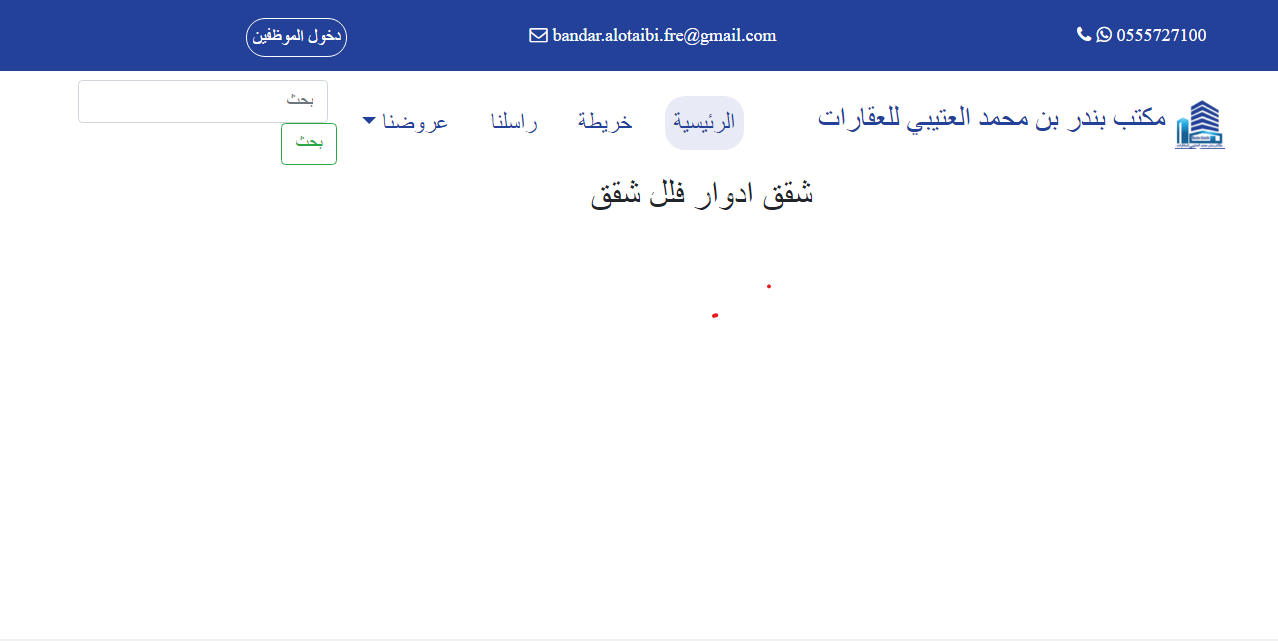 0555727100
bandar.alotaibi.fre@gmail.com
دخول الموظفين
مكتب بندر بن محمد العتيبي للعقارات
الرئيسية
خريطة
راسلنا
عروضنا
بحث
بحث
شقق ادوار فلل شقق